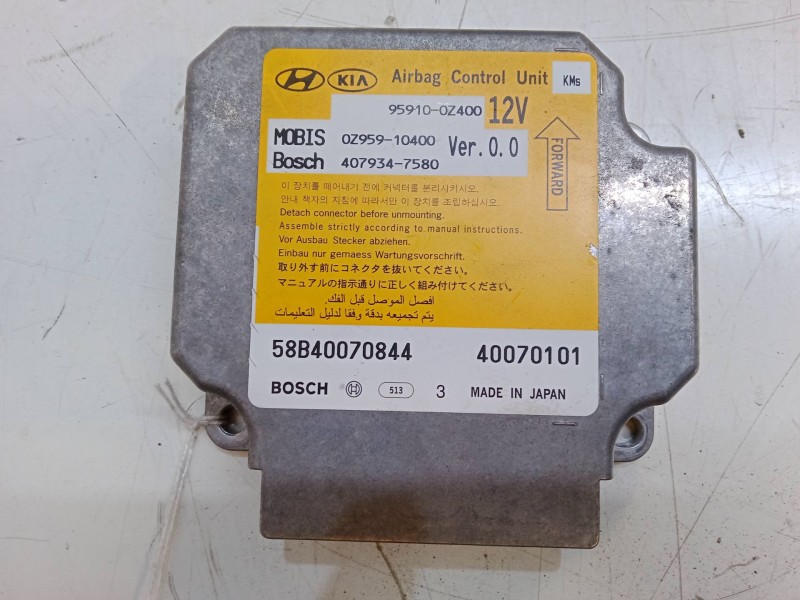 KIA Airbag Control Unit KMs
95910-0Z400 12V
MOBIS 0Z959-10400 Ver.0.0
Bosch 407934-7580
FORWARD
이 장치를 떼어내기 전에 커넥터를 분리시키시오.
안내 책자의 지침에 따라서만 이 장치를 조립하십시오.
Detach connector before unmounting.
Assemble strictly according to manual instructions.
Vor Ausbau Stecker abziehen.
Einbau nur gemaess Wartungsvorschrift.
取り外す前にコネクタを抜いてください。
マニュアルの指示通りに正しく組み付けてください。
افصل الموصل قبل الفك.
يتم تجميعه بدقة وفقا لدليل التعليمات
58B40070844 40070101
BOSCH 513 3 MADE IN JAPAN